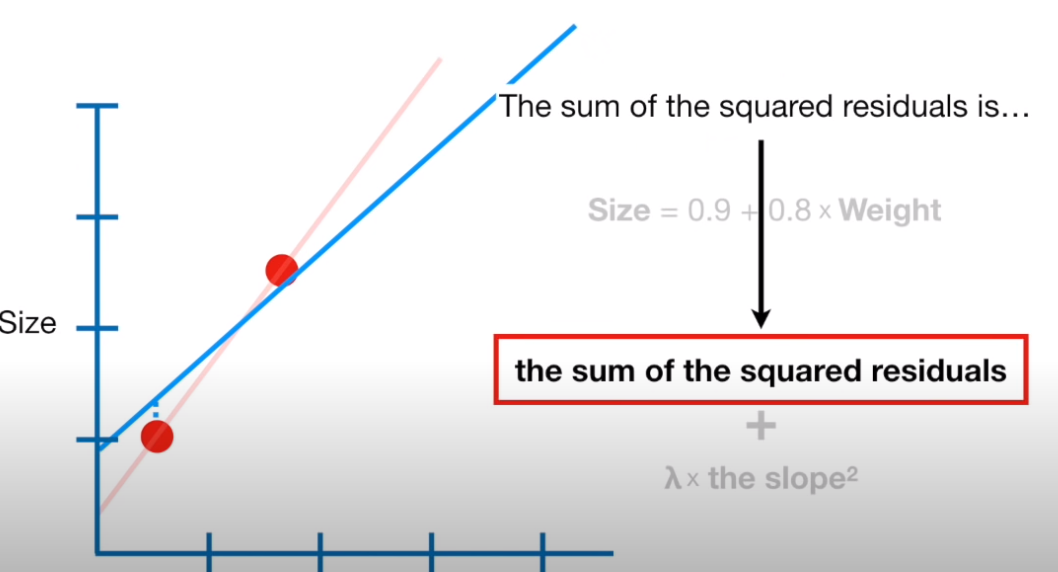 The sum of the squared residuals is…
Size = 0.9 + 0.8 × Weight
Size
the sum of the squared residuals
+
λ × the slope²